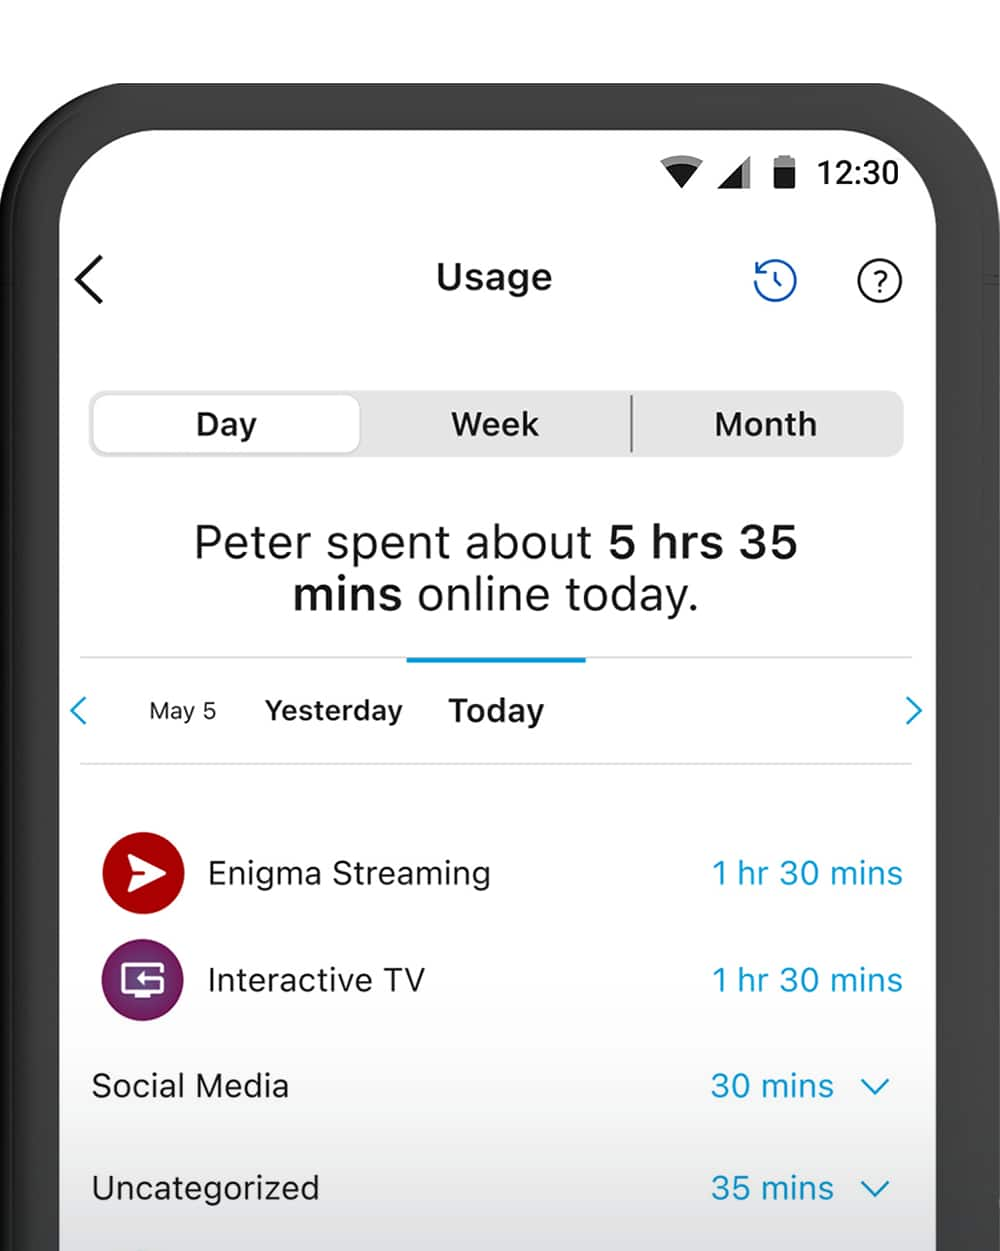 12:30
Usage
?
Day Week Month
Peter spent about 5 hrs 35
mins online today.
May 5 Yesterday Today
Enigma Streaming 1 hr 30 mins
Interactive TV 1 hr 30 mins
Social Media 30 mins
Uncategorized 35 mins